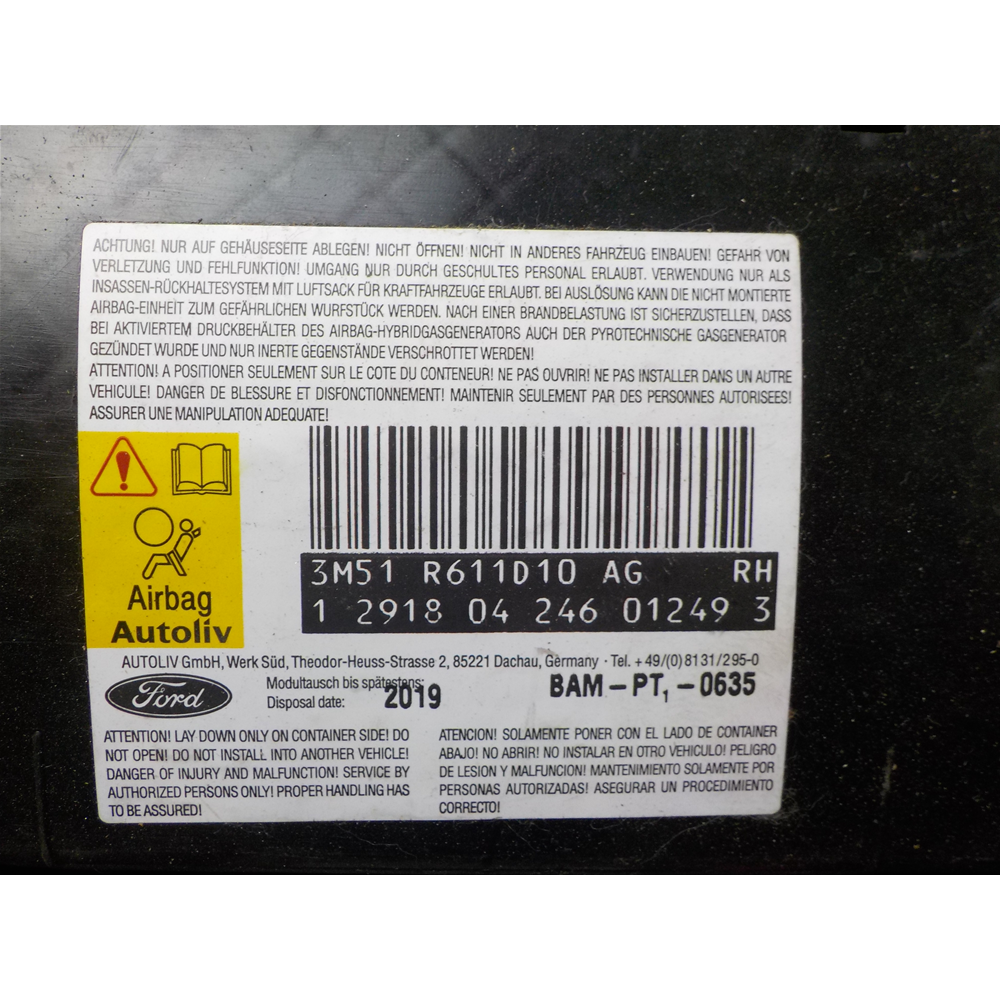 ACHTUNG! NUR AUF GEHÄUSESEITE ABLEGEN! NICHT ÖFFNEN! NICHT IN ANDERES FAHRZEUG EINBAUEN! GEFAHR VON
VERLETZUNG UND FEHLFUNKTION! UMGANG NUR DURCH GESCHULTES PERSONAL ERLAUBT. VERWENDUNG NUR ALS
INSASSEN-RÜCKHALTESYSTEM MIT LUFTSACK FÜR KRAFTFAHRZEUGE ERLAUBT. BEI AUSLÖSUNG KANN DIE NICHT MONTIERTE
AIRBAG-EINHEIT ZUM GEFÄHRLICHEN WURFSTÜCK WERDEN. NACH EINER BRANDBELASTUNG IST SICHERZUSTELLEN, DASS
BEI AKTIVIERTEM DRUCKBEHÄLTER DES AIRBAG-HYBRIDGASGENERATORS AUCH DER PYROTECHNISCHE GASGENERATOR
GEZÜNDET WURDE UND NUR INERTE GEGENSTÄNDE VERSCHROTTET WERDEN!
ATTENTION! A POSITIONER SEULEMENT SUR LE COTE DU CONTENEUR! NE PAS OUVRIR! NE PAS INSTALLER DANS UN AUTRE
VEHICULE! DANGER DE BLESSURE ET DISFONCTIONNEMENT! MAINTENIR SEULEMENT PAR DES PERSONNES AUTORISEES!
ASSURER UNE MANIPULATION ADEQUATE!
Airbag
Autoliv
3M51 R611D10 AG RH
1 2918 04 246 01249 3
AUTOLIV GmbH, Werk Süd, Theodor-Heuss-Strasse 2, 85221 Dachau, Germany · Tel. +49/(0)8131/295-0
Ford
Modultausch bis spätestens:
Disposal date:
2019
BAM-PT₁-0635
ATTENTION! LAY DOWN ONLY ON CONTAINER SIDE! DO
NOT OPEN! DO NOT INSTALL INTO ANOTHER VEHICLE!
DANGER OF INJURY AND MALFUNCTION! SERVICE BY
AUTHORIZED PERSONS ONLY! PROPER HANDLING HAS
TO BE ASSURED!
ATENCION! SOLAMENTE PONER CON EL LADO DE CONTAINER
ABAJO! NO ABRIR! NO INSTALAR EN OTRO VEHICULO! PELIGRO
DE LESION Y MALFUNCION! MANTENIMIENTO SOLAMENTE POR
PERSONAS AUTORIZADAS! ASEGURAR UN PROCEDIMIENTO
CORRECTO!